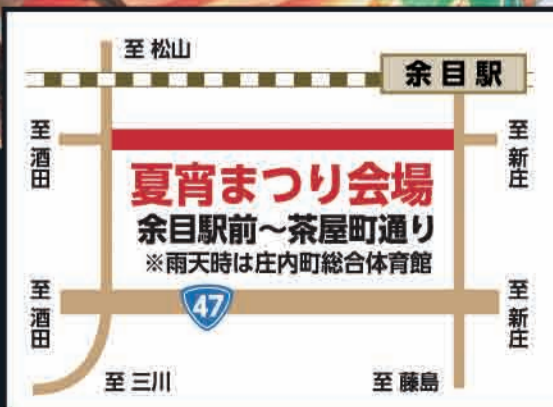 至 松山
余目駅
至 酒田
至 新庄
夏宵まつり会場
余目駅前～茶屋町通り
※雨天時は庄内町総合体育館
至 酒田
47
至 新庄
至 三川
至 藤島